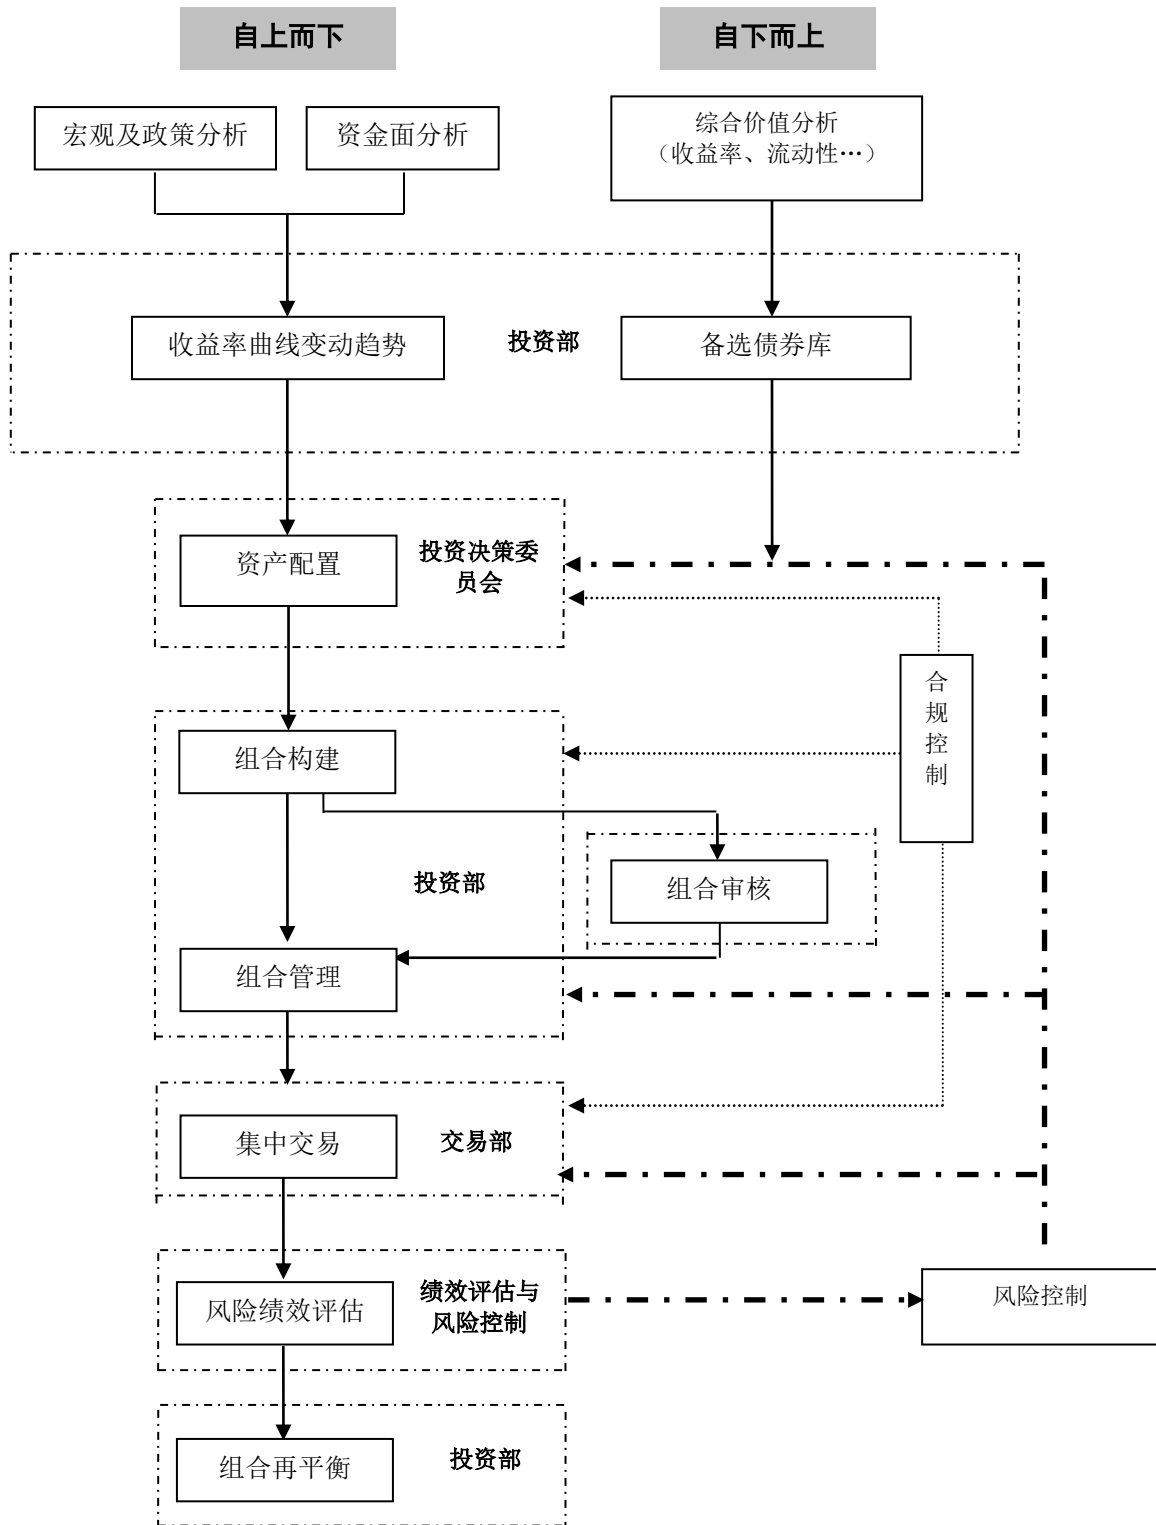 自上而下
自下而上
宏观及政策分析
资金面分析
综合价值分析
（收益率、流动性…）
收益率曲线变动趋势
投资部
备选债券库
资产配置
投资决策委
员会
合
规
控
制
组合构建
投资部
组合审核
组合管理
集中交易
交易部
风险绩效评估
绩效评估与
风险控制
风险控制
组合再平衡
投资部